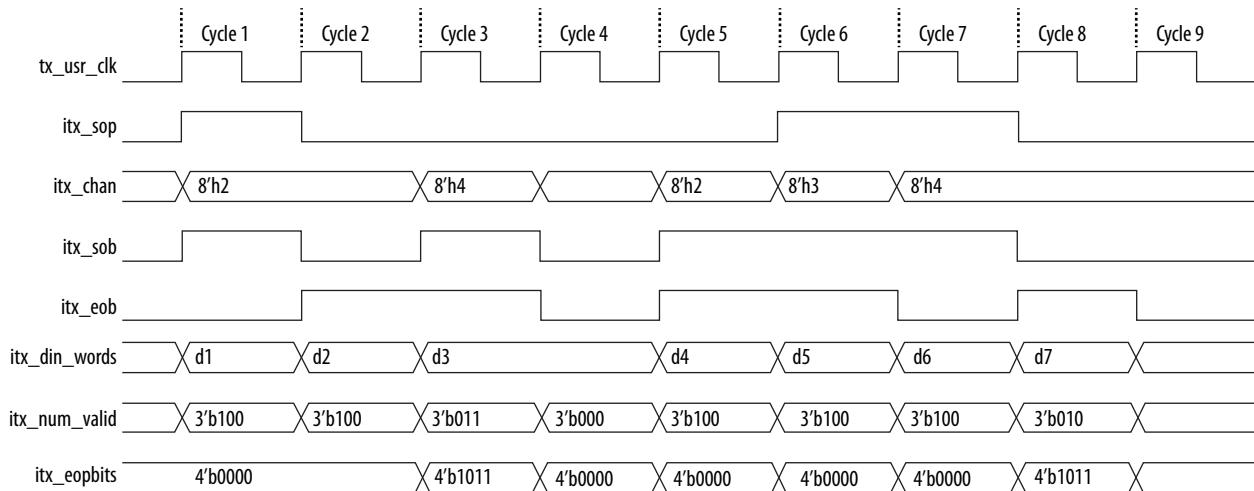 Cycle 1 Cycle 2 Cycle 3 Cycle 4 Cycle 5 Cycle 6 Cycle 7 Cycle 8 Cycle 9
tx_usr_clk
itx_sop
itx_chan 8’h2 8’h4 8’h2 8’h3 8’h4
itx_sob
itx_eob
itx_din_words d1 d2 d3 d4 d5 d6 d7
itx_num_valid 3’b100 3’b100 3’b011 3’b000 3’b100 3’b100 3’b100 3’b010
itx_eopbits 4’b0000 4’b1011 4’b0000 4’b0000 4’b0000 4’b0000 4’b1011